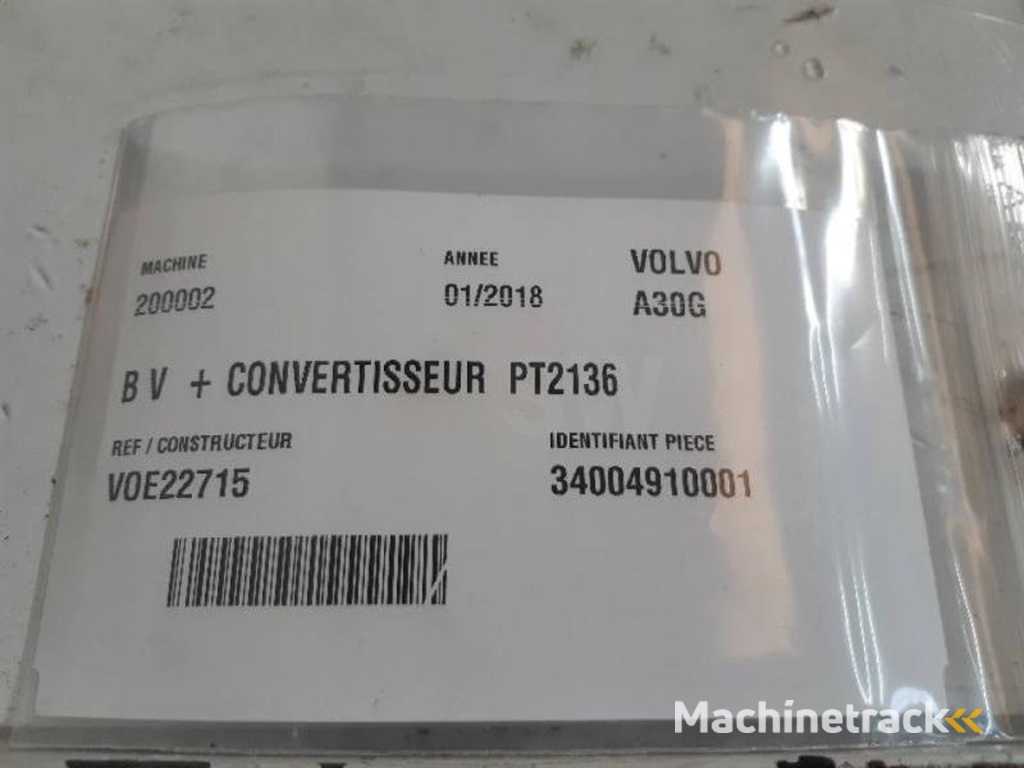 MACHINE ANNEE VOLVO
200002 01/2018 A30G
B V + CONVERTISSEUR PT2136
REF / CONSTRUCTEUR IDENTIFIANT PIECE
VOE22715 34004910001
Machinetrack